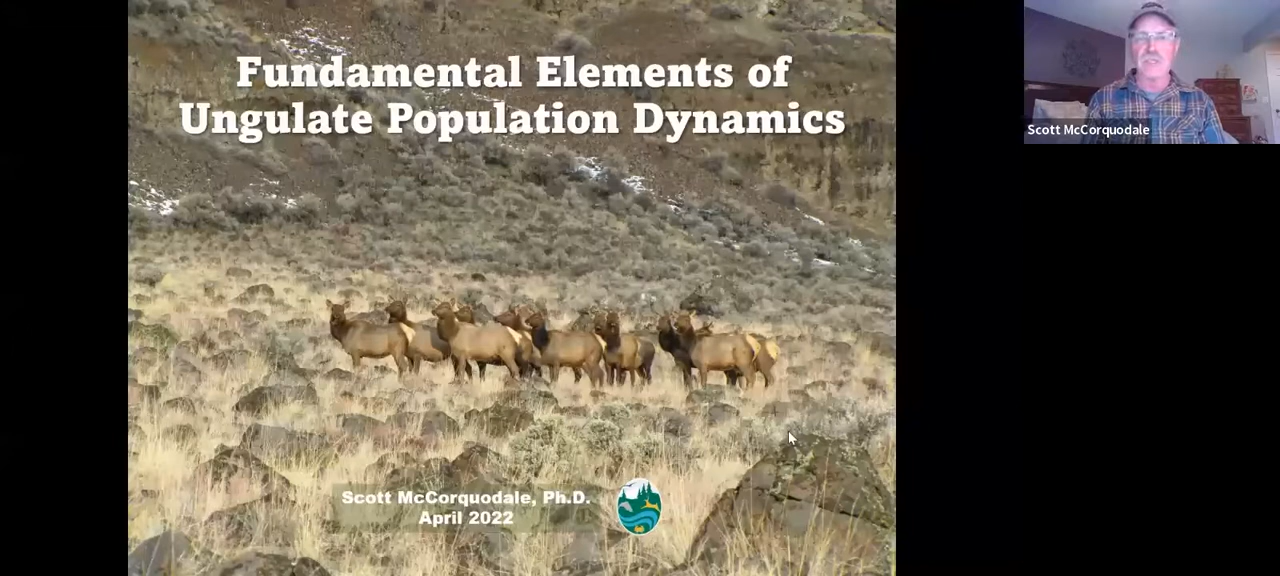 Fundamental Elements of
Ungulate Population Dynamics
Scott McCorquodale
Scott McCorquodale, Ph.D.
April 2022